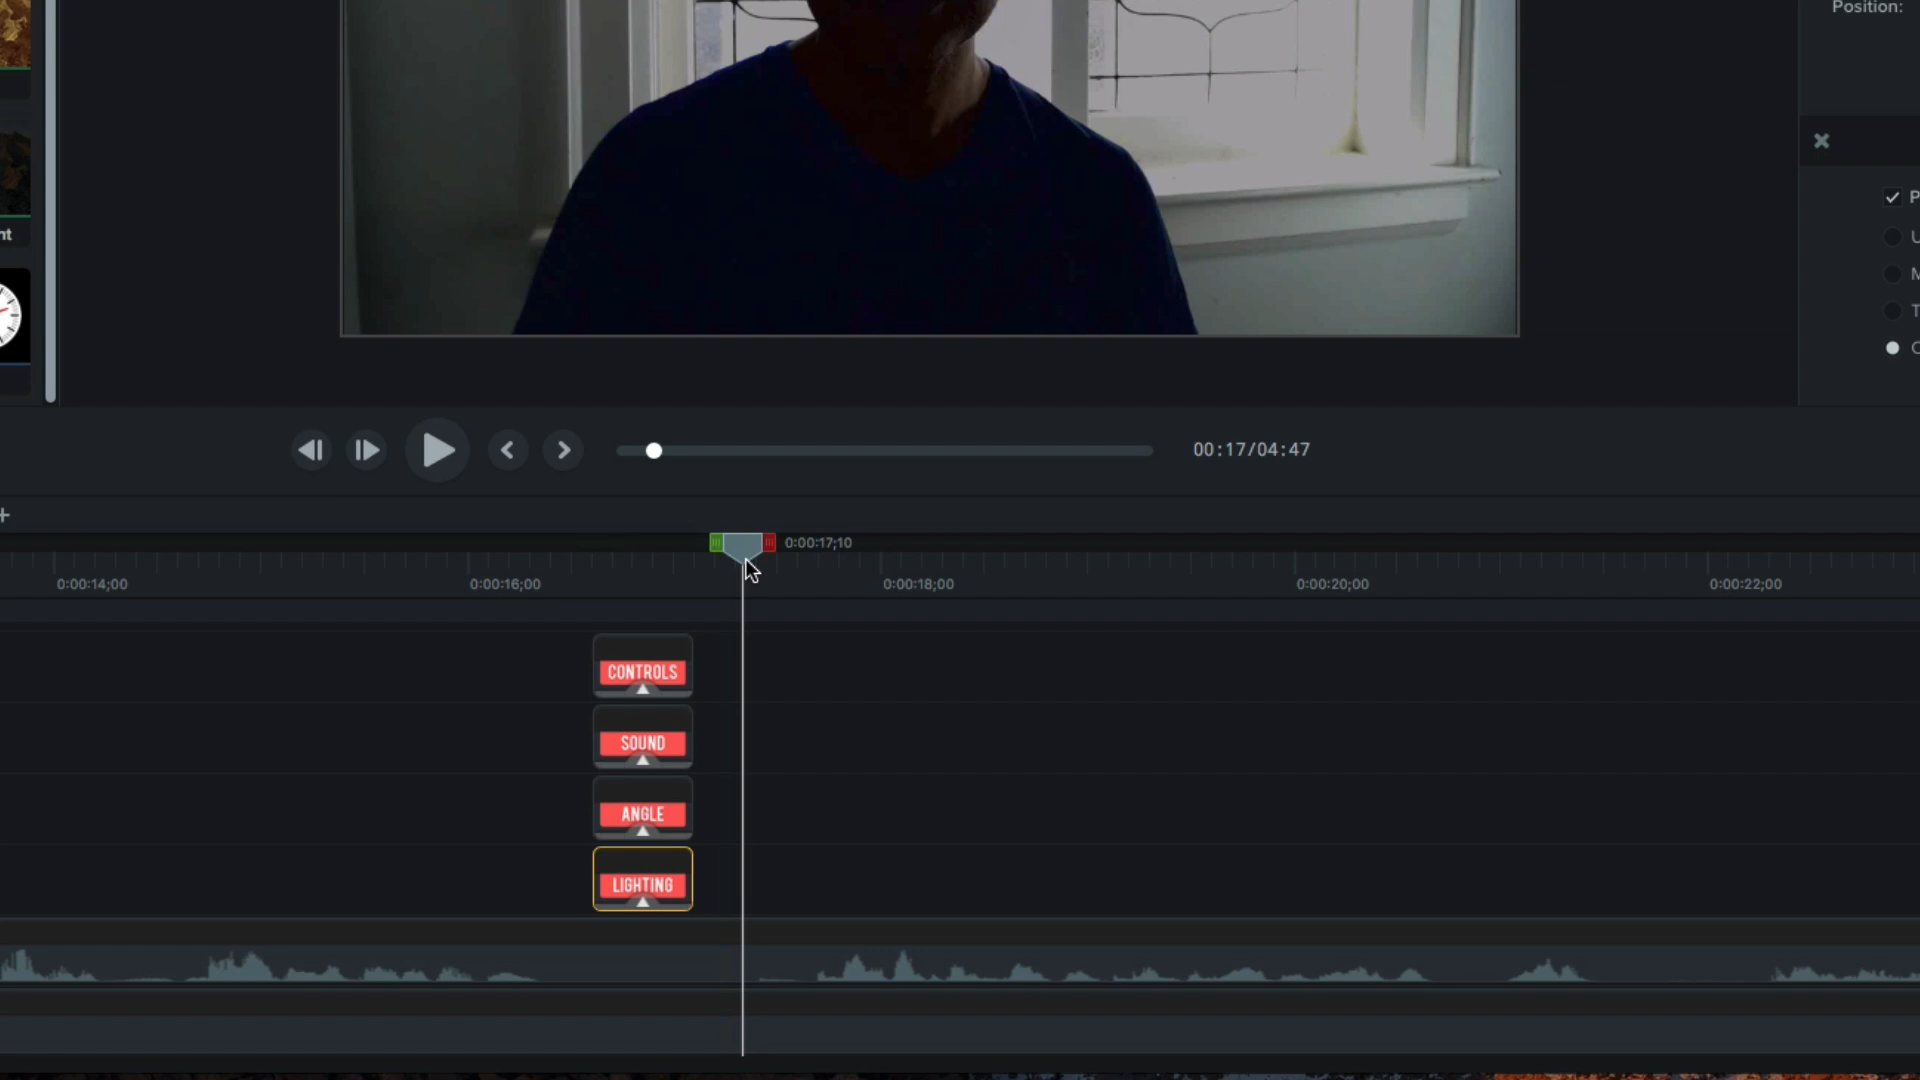 Position:
nt
P
U
M
T
00:17/04:47
0:00:17;10
0:00:14;00
0:00:16;00
0:00:18;00
0:00:20;00
0:00:22;00
CONTROLS
SOUND
ANGLE
LIGHTING